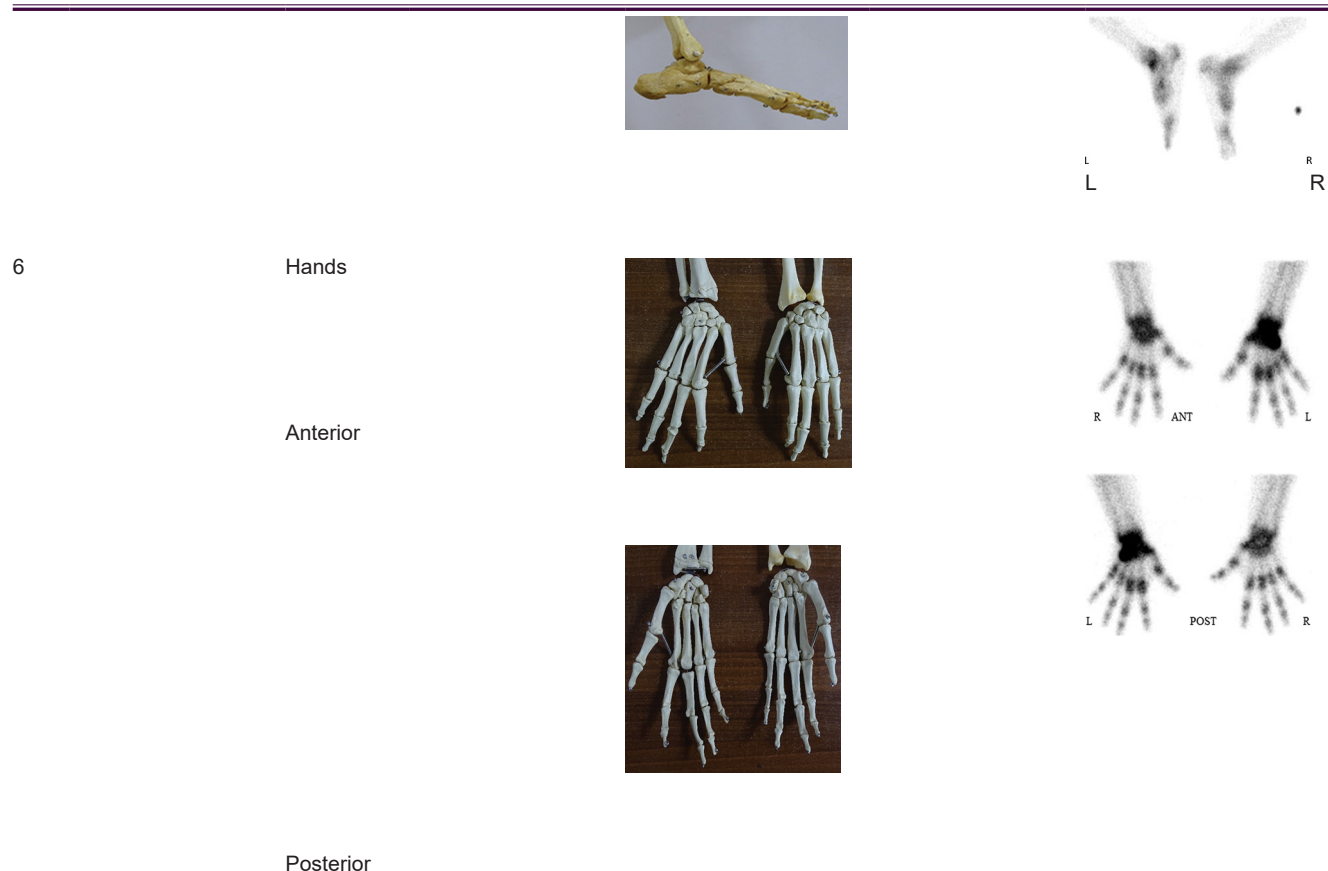 L R
L R
6 Hands
R ANT L
Anterior
L POST R
Posterior